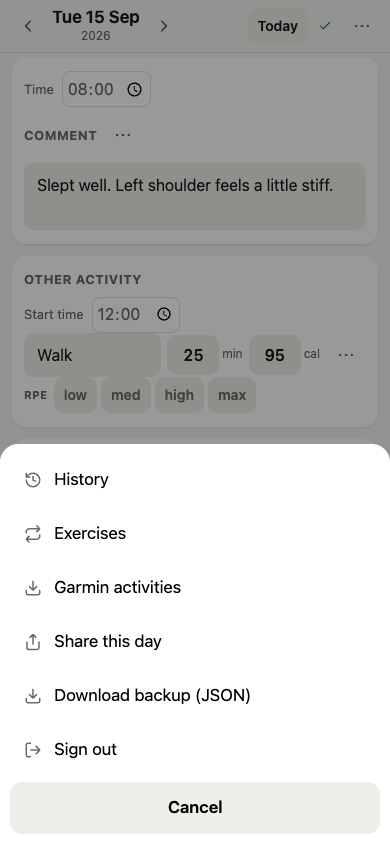 Tue 15 Sep
2026
Today
Time 08:00
COMMENT
Slept well. Left shoulder feels a little stiff.
OTHER ACTIVITY
Start time 12:00
Walk 25 min 95 cal
RPE low med high max
History
Exercises
Garmin activities
Share this day
Download backup (JSON)
Sign out
Cancel